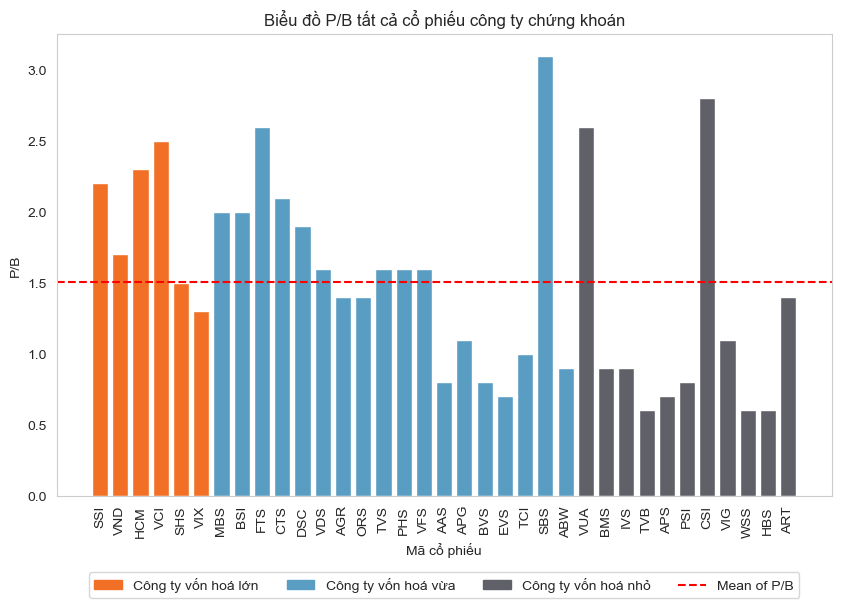 Biểu đồ P/B tất cả cổ phiếu công ty chứng khoán
P/B
3.0
2.5
2.0
1.5
1.0
0.5
0.0
SSI VND HCM VCI SHS VIX MBS BSI FTS CTS DSC VDS AGR ORS TVS PHS VFS AAS APG BVS EVS TCI SBS ABW VUA BMS IVS TVB APS PSI CSI VIG WSS HBS ART
Mã cổ phiếu
Công ty vốn hoá lớn Công ty vốn hoá vừa Công ty vốn hoá nhỏ Mean of P/B